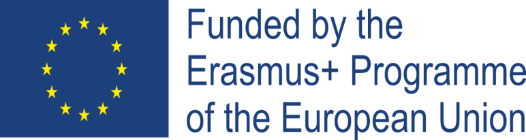 Funded by the
Erasmus+ Programme
of the European Union